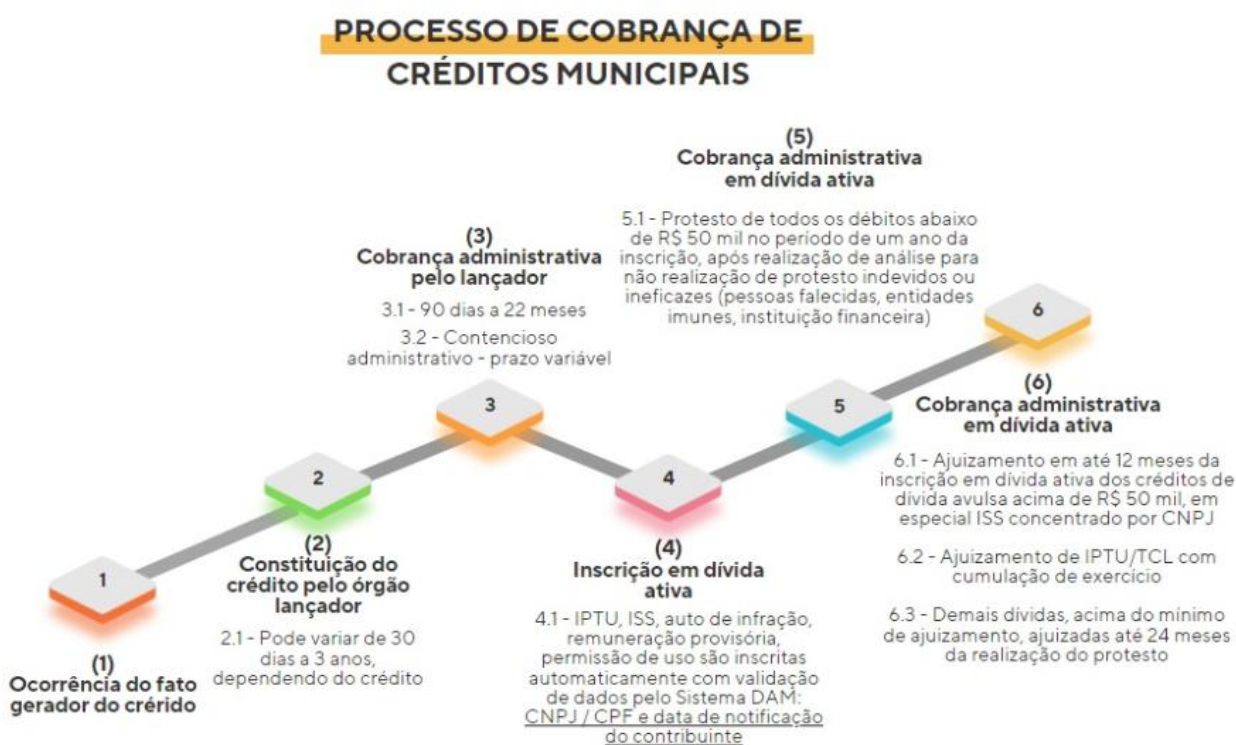 PROCESSO DE COBRANÇA DE
CRÉDITOS MUNICIPAIS
1
(1)
Ocorrência do fato
gerador do crérido
2
(2)
Constituição do
crédito pelo órgão
lançador
2.1 - Pode variar de 30
dias a 3 anos,
dependendo do crédito
(3)
Cobrança administrativa
pelo lançador
3.1 - 90 dias a 22 meses
3.2 - Contencioso
administrativo - prazo variável
3
4
(4)
Inscrição em dívida
ativa
4.1 - IPTU, ISS, auto de infração,
remuneração provisória,
permissão de uso são inscritas
automaticamente com validação
de dados pelo Sistema DAM:
CNPJ / CPF e data de notificação
do contribuinte
(5)
Cobrança administrativa
em dívida ativa
5.1 - Protesto de todos os débitos abaixo
de R$ 50 mil no período de um ano da
inscrição, após realização de análise para
não realização de protesto indevidos ou
ineficazes (pessoas falecidas, entidades
imunes, instituição financeira)
5
6
(6)
Cobrança administrativa
em dívida ativa
6.1 - Ajuizamento em até 12 meses da
inscrição em dívida ativa dos créditos de
dívida avulsa acima de R$ 50 mil, em
especial ISS concentrado por CNPJ
6.2 - Ajuizamento de IPTU/TCL com
cumulação de exercício
6.3 - Demais dívidas, acima do mínimo
de ajuizamento, ajuizadas até 24 meses
da realização do protesto